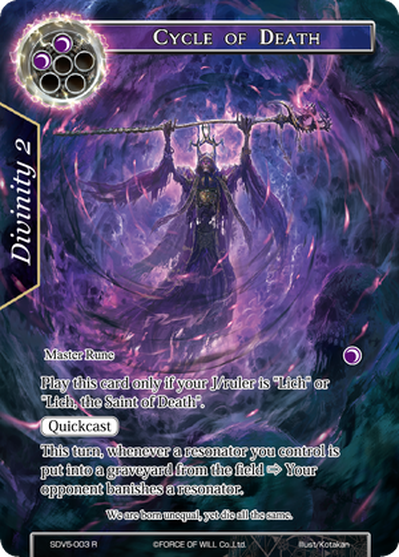 Cycle of Death
Divinity 2
Master Rune
Play this card only if your J/ruler is "Lich" or
"Lich, the Saint of Death".
Quickcast
This turn, whenever a resonator you control is
put into a graveyard from the field ⇨ Your
opponent banishes a resonator.
We are born unequal, yet die all the same.
SDV5-003 R ©FORCE OF WILL Co.,Ltd. Illust/Kotakan